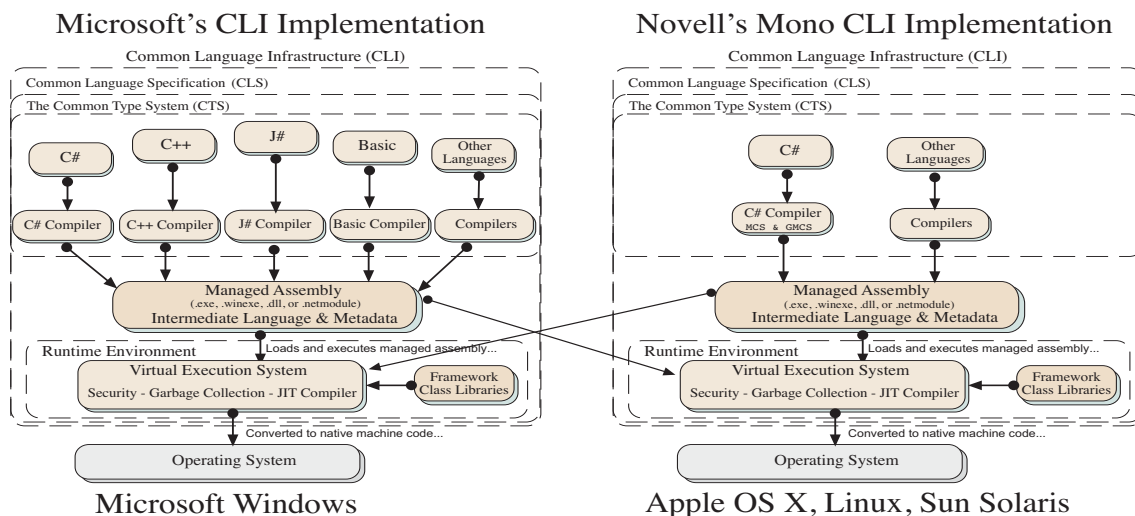 Microsoft's CLI Implementation
Common Language Infrastructure (CLI)
Common Language Specification (CLS)
The Common Type System (CTS)
C#
C++
J#
Basic
Other
Languages
C# Compiler
C++ Compiler
J# Compiler
Basic Compiler
Compilers
Managed Assembly
(.exe, .winexe, .dll, or .netmodule)
Intermediate Language & Metadata
Runtime Environment
Loads and executes managed assembly...
Virtual Execution System
Security - Garbage Collection - JIT Compiler
Framework
Class Libraries
Converted to native machine code...
Operating System
Microsoft Windows
Novell's Mono CLI Implementation
Common Language Infrastructure (CLI)
Common Language Specification (CLS)
The Common Type System (CTS)
C#
Other
Languages
C# Compiler
MCS & GMCS
Compilers
Managed Assembly
(.exe, .winexe, .dll, or .netmodule)
Intermediate Language & Metadata
Runtime Environment
Loads and executes managed assembly...
Virtual Execution System
Security - Garbage Collection - JIT Compiler
Framework
Class Libraries
Converted to native machine code...
Operating System
Apple OS X, Linux, Sun Solaris